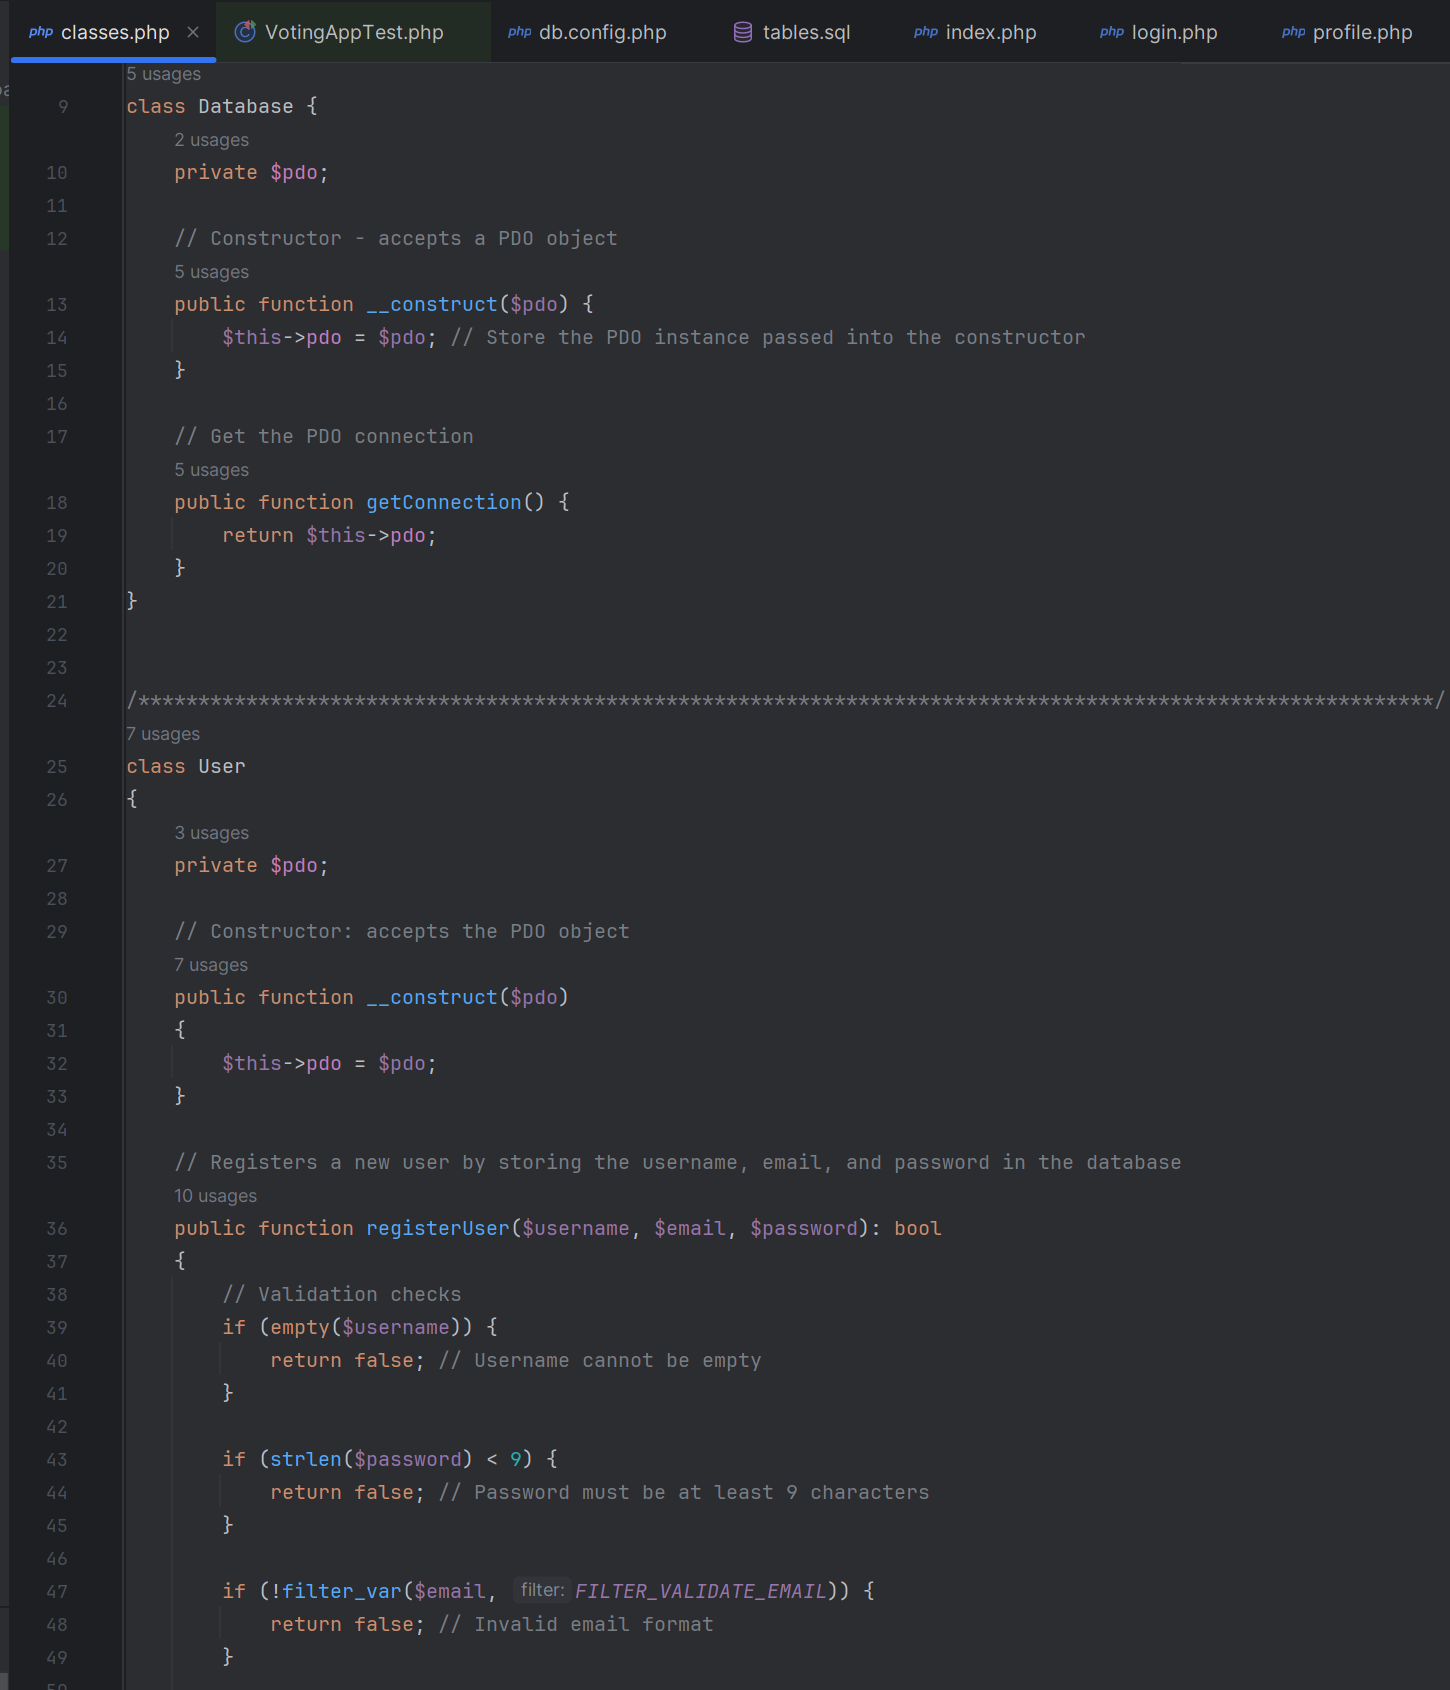 php classes.php × VotingAppTest.php php db.config.php tables.sql php index.php php login.php php profile.php
5 usages
9 class Database {
2 usages
10 private $pdo;
11
12 // Constructor - accepts a PDO object
5 usages
13 public function __construct($pdo) {
14 $this->pdo = $pdo; // Store the PDO instance passed into the constructor
15 }
16
17 // Get the PDO connection
5 usages
18 public function getConnection() {
19 return $this->pdo;
20 }
21 }
22
23
24 /************************************************************************************************************/
7 usages
25 class User
26 {
3 usages
27 private $pdo;
28
29 // Constructor: accepts the PDO object
7 usages
30 public function __construct($pdo)
31 {
32 $this->pdo = $pdo;
33 }
34
35 // Registers a new user by storing the username, email, and password in the database
10 usages
36 public function registerUser($username, $email, $password): bool
37 {
38 // Validation checks
39 if (empty($username)) {
40 return false; // Username cannot be empty
41 }
42
43 if (strlen($password) < 9) {
44 return false; // Password must be at least 9 characters
45 }
46
47 if (!filter_var($email, filter: FILTER_VALIDATE_EMAIL)) {
48 return false; // Invalid email format
49 }